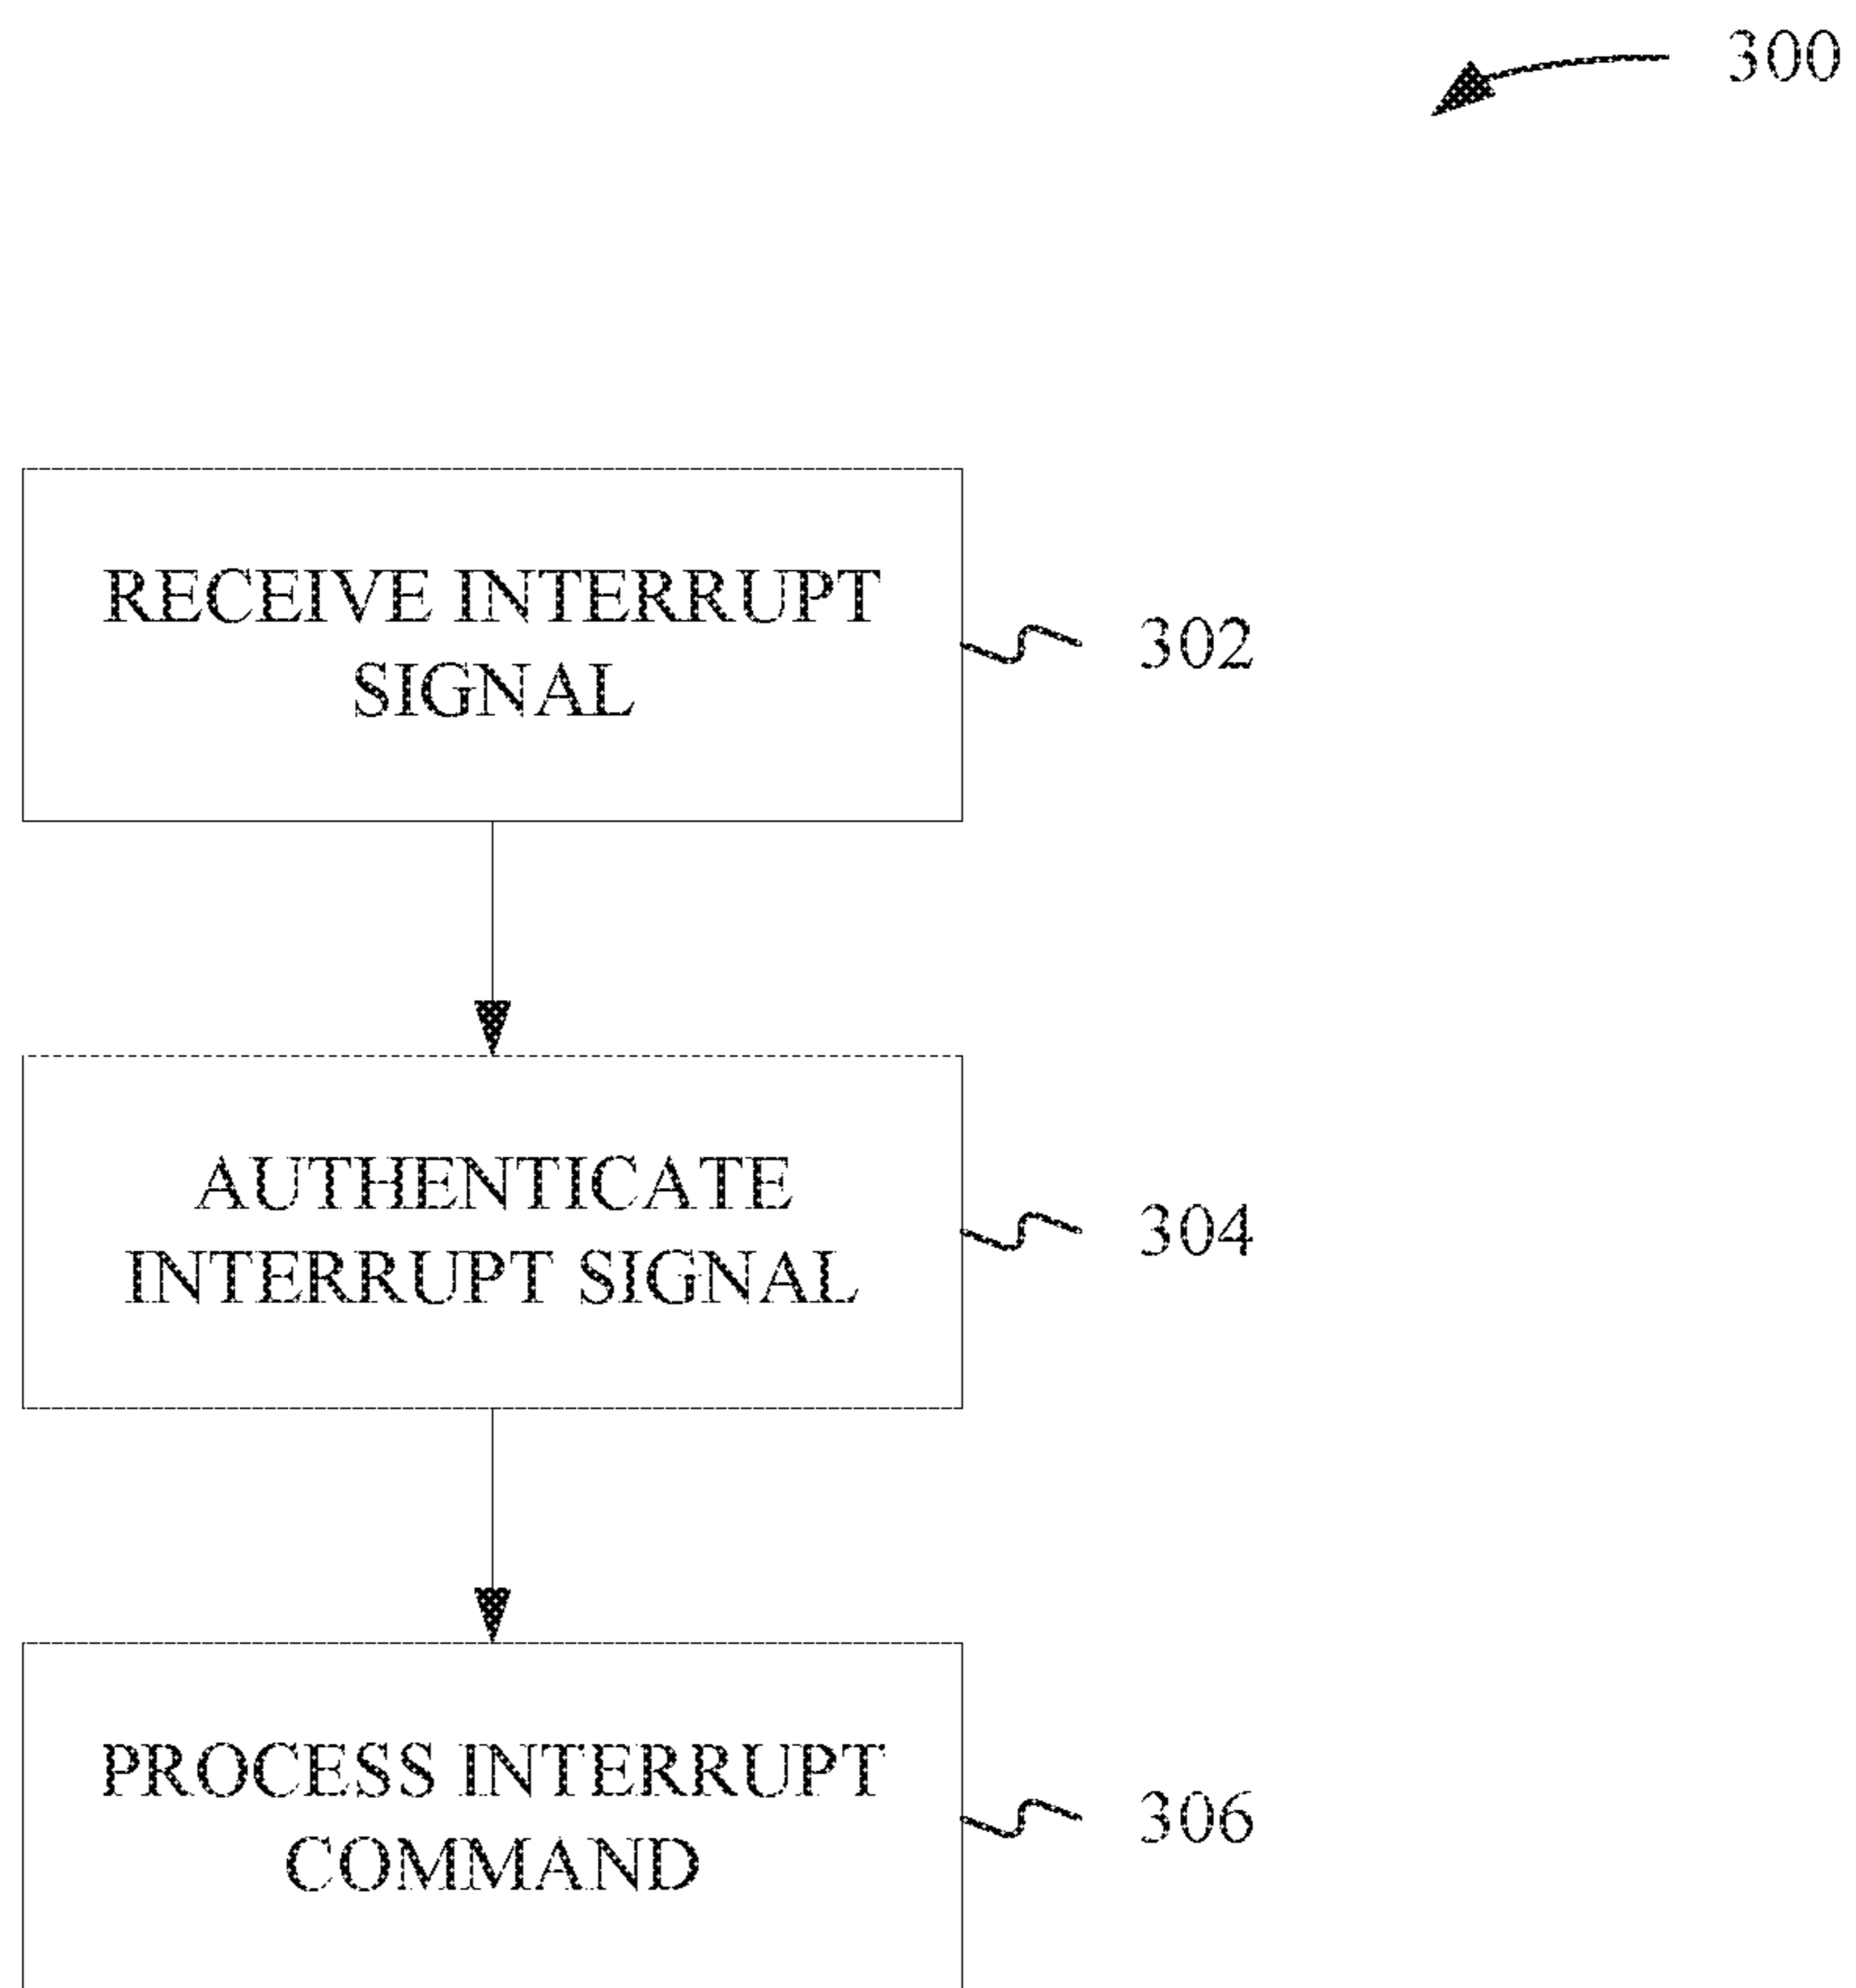 300
RECEIVE INTERRUPT
SIGNAL
302
AUTHENTICATE
INTERRUPT SIGNAL
304
PROCESS INTERRUPT
COMMAND
306